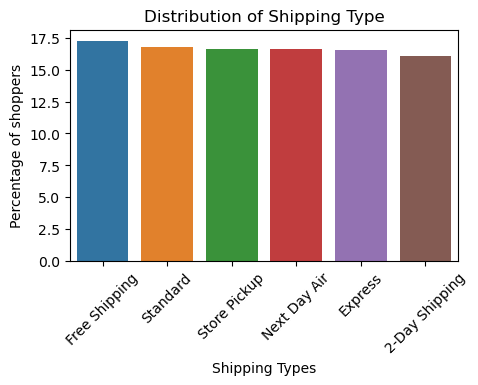 Distribution of Shipping Type
Percentage of shoppers
17.5
15.0
12.5
10.0
7.5
5.0
2.5
0.0
Free Shipping
Standard
Store Pickup
Next Day Air
Express
2-Day Shipping
Shipping Types